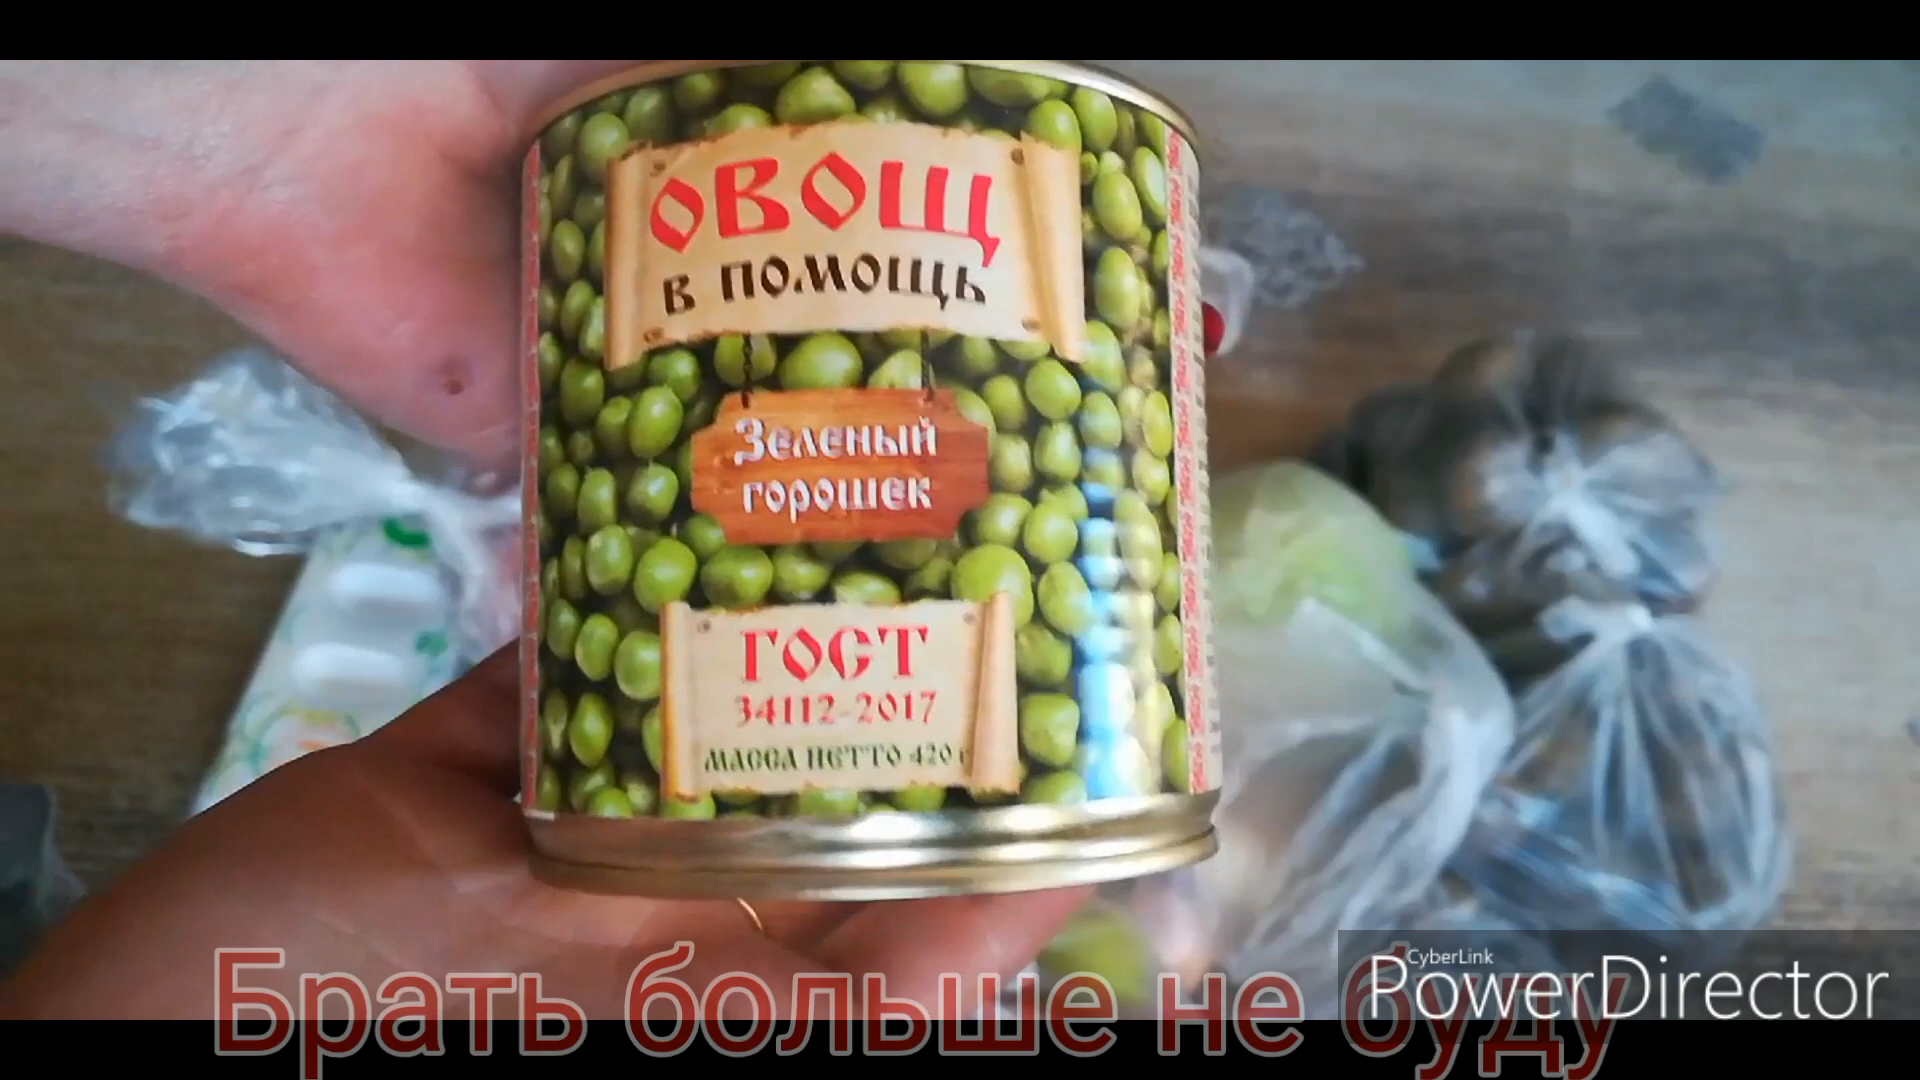 ОВОЩ
В ПОМОЩЬ
Зеленый
горошек
ГОСТ
34112-2017
МАССА НЕТТО 420 г
Брать больше не буду
CyberLink
PowerDirector